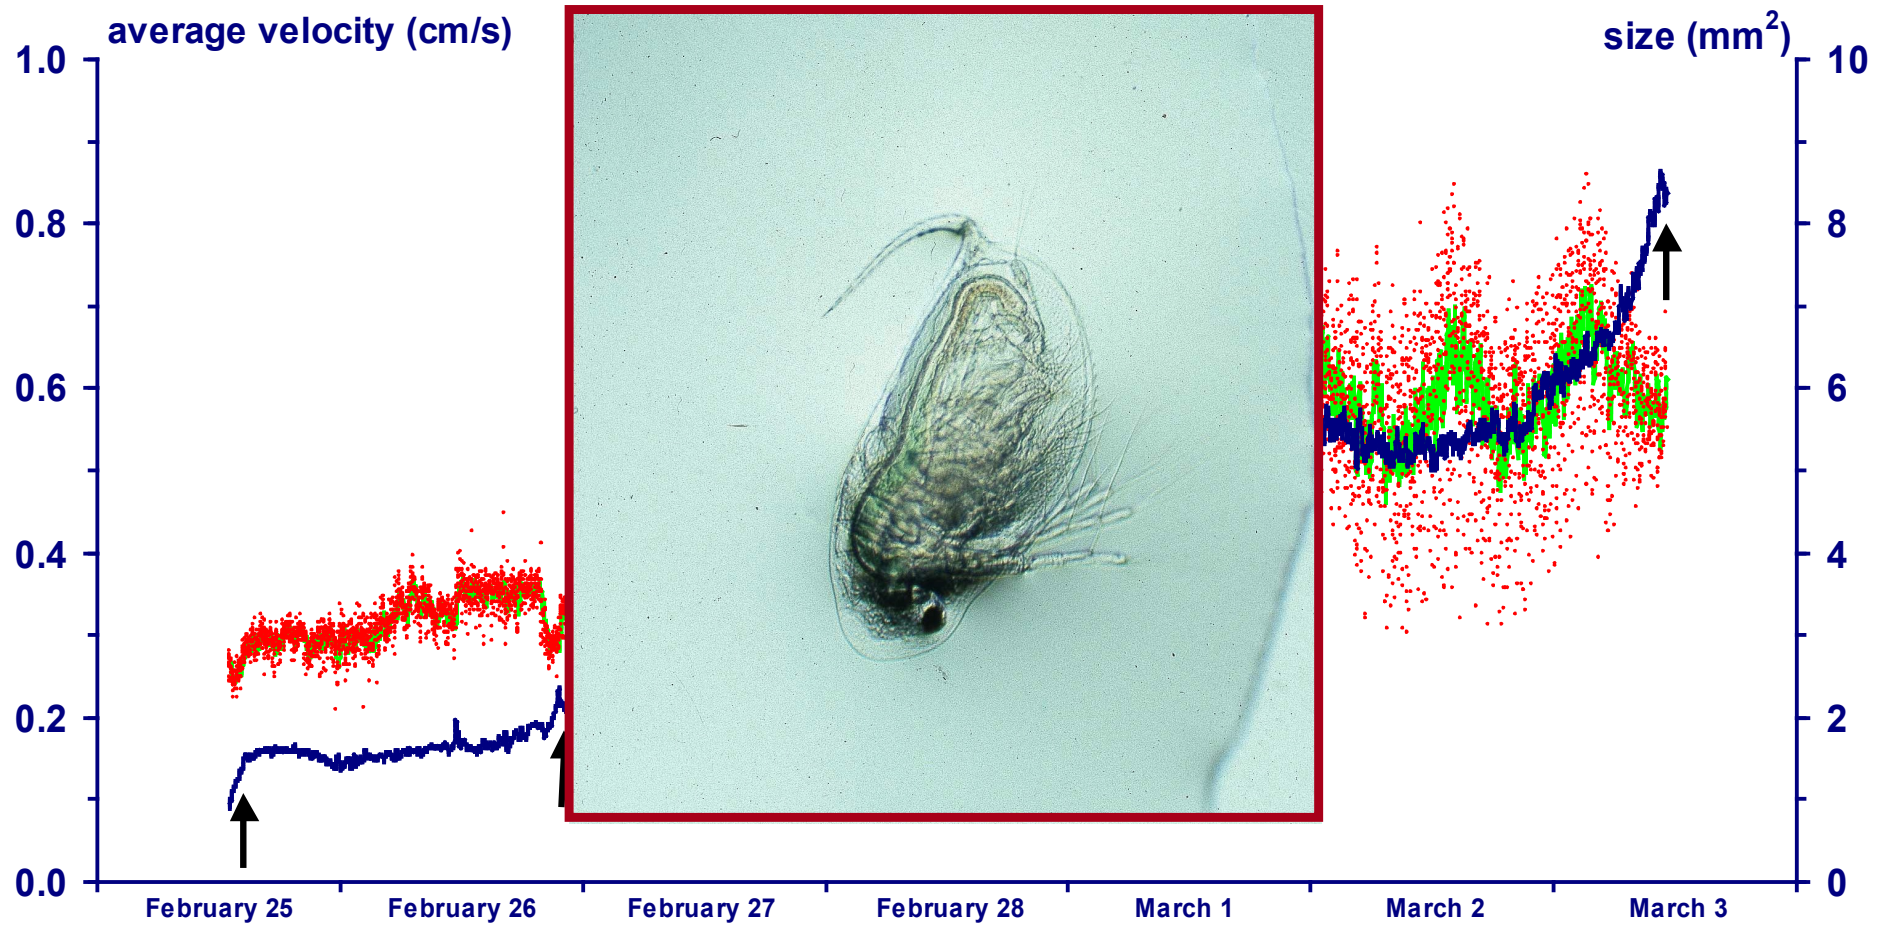 average velocity (cm/s)
size (mm²)
1.0
0.8
0.6
0.4
0.2
0.0
10
8
6
4
2
0
February 25
February 26
February 27
February 28
March 1
March 2
March 3